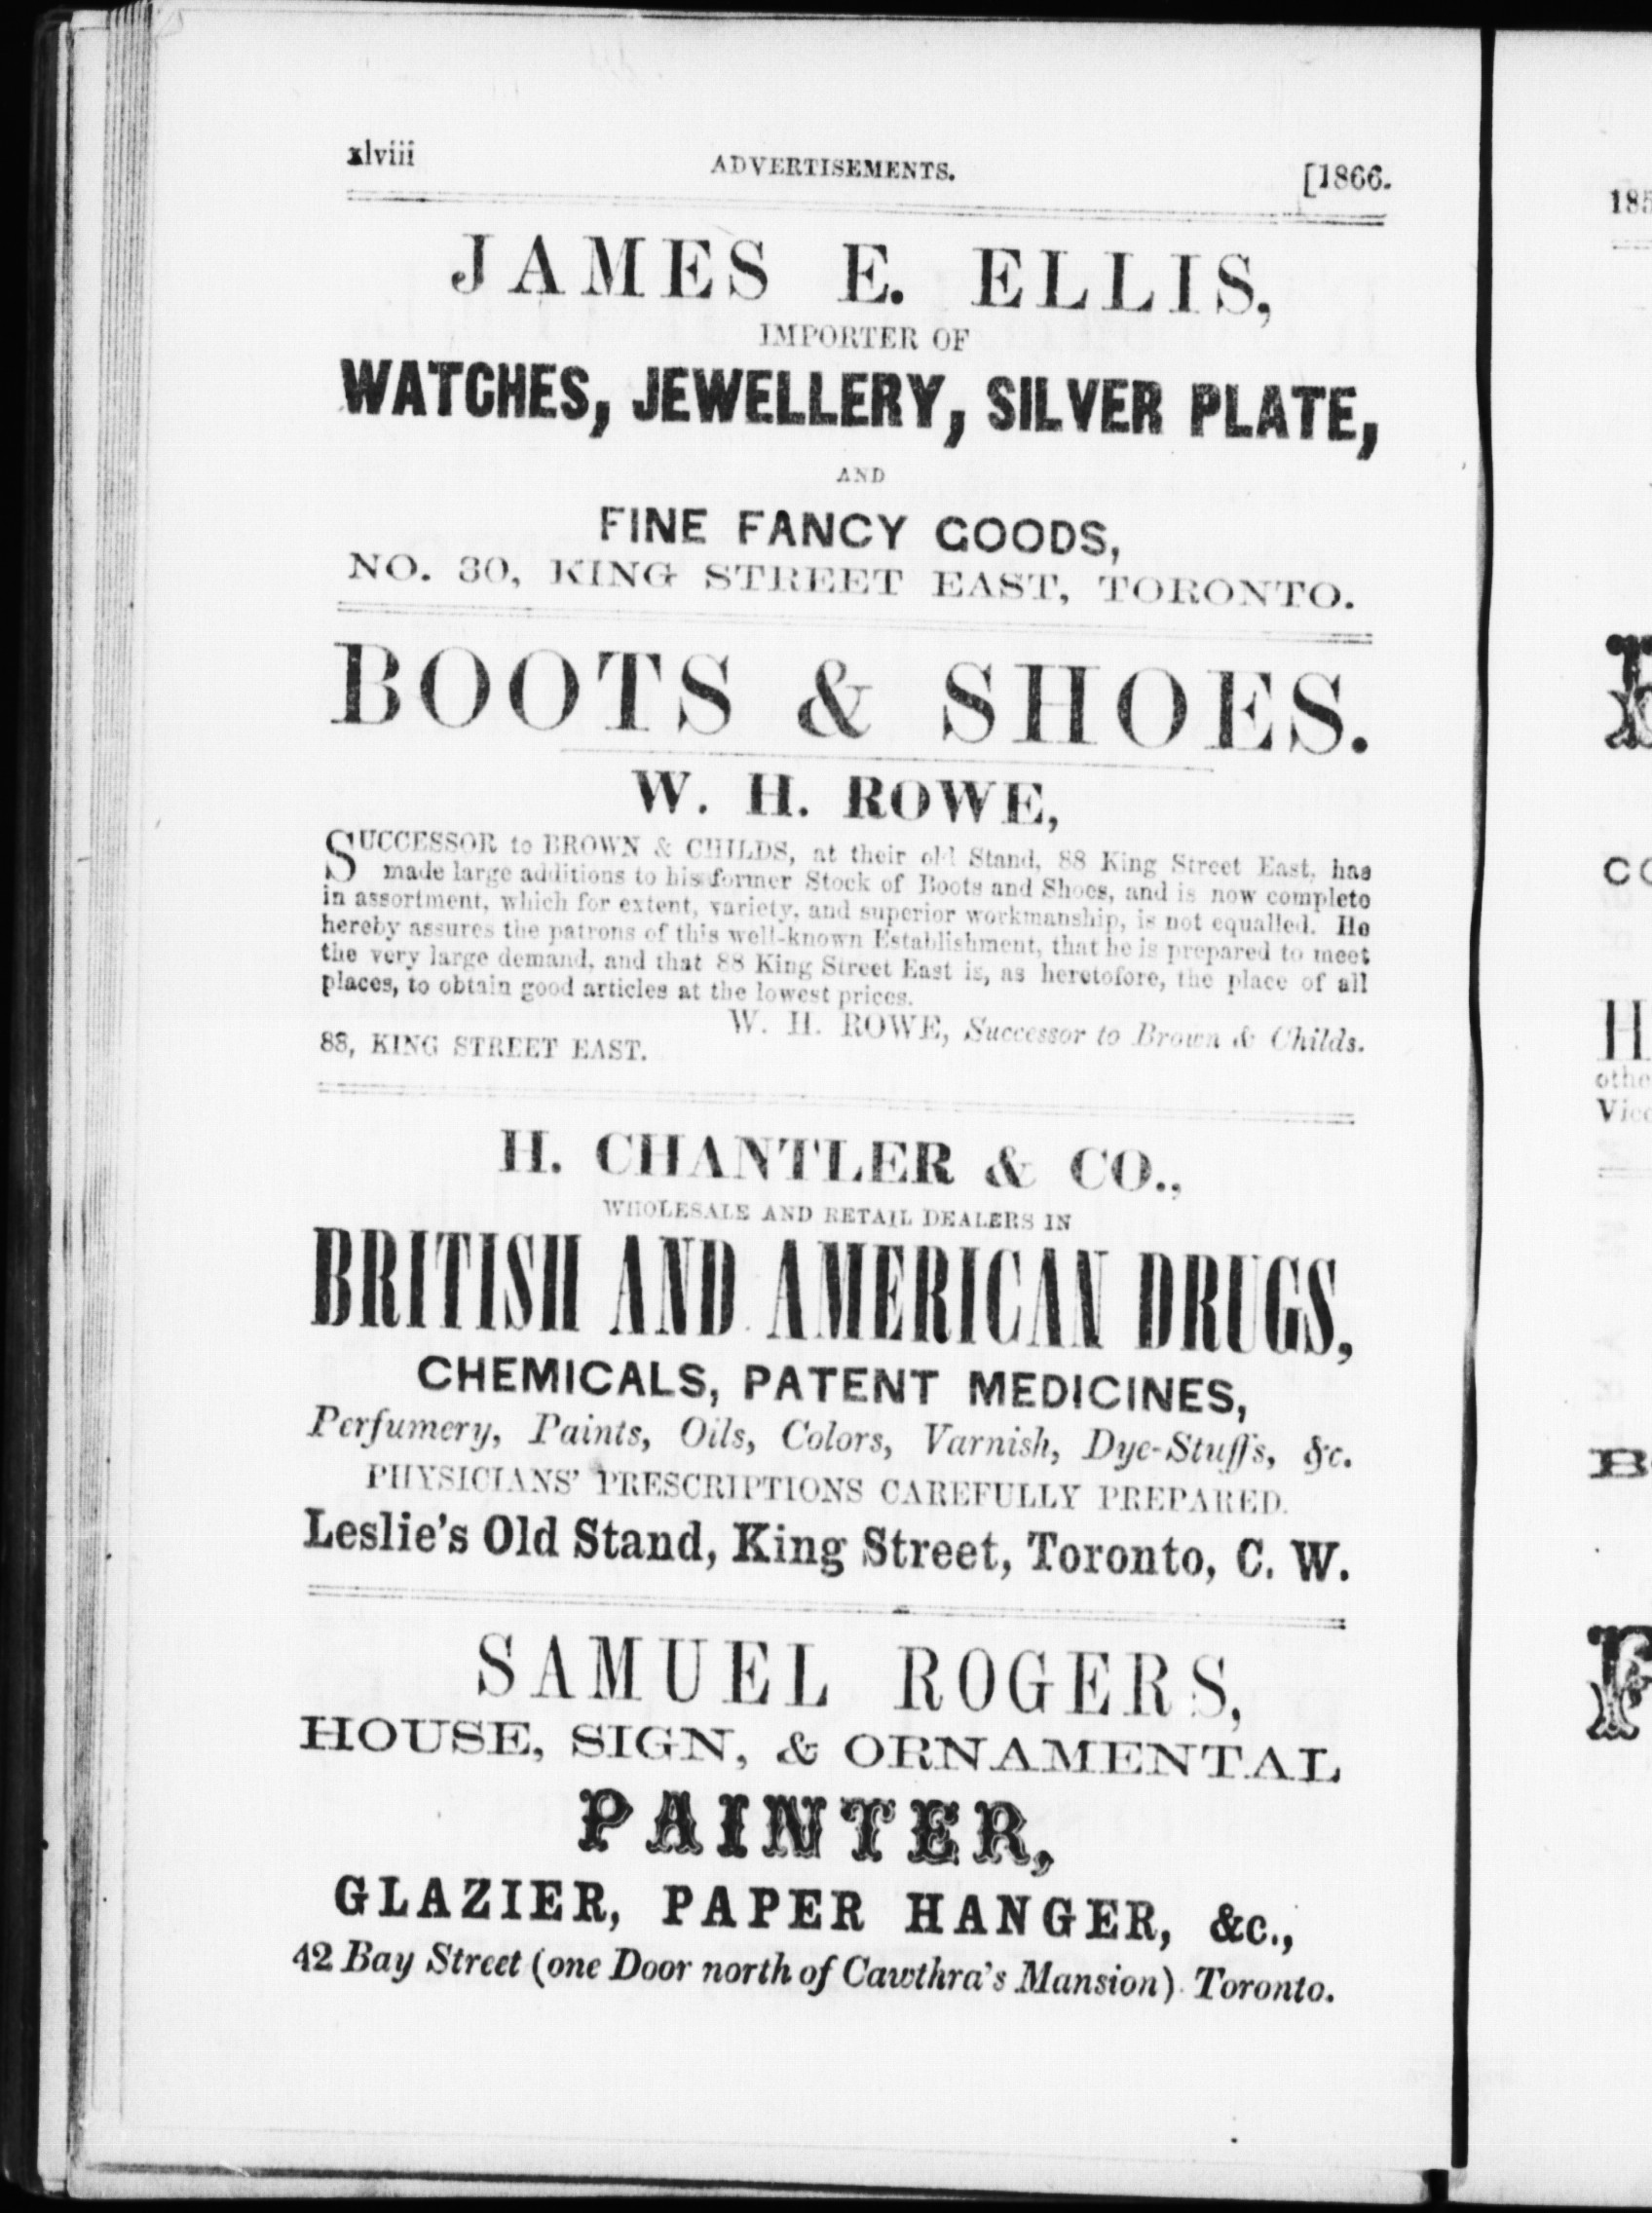 xlviii ADVERTISEMENTS. [1866.
JAMES E. ELLIS,
IMPORTER OF
WATCHES, JEWELLERY, SILVER PLATE,
AND
FINE FANCY GOODS,
NO. 30, KING STREET EAST, TORONTO.
BOOTS & SHOES.
W. H. ROWE,
SUCCESSOR to BROWN & CHILDS, at their old Stand, 88 King Street East, has
made large additions to his former Stock of Boots and Shoes, and is now complete
in assortment, which for extent, variety, and superior workmanship, is not equalled. He
hereby assures the patrons of this well-known Establishment, that he is prepared to meet
the very large demand, and that 88 King Street East is, as heretofore, the place of all
places, to obtain good articles at the lowest prices.
W. H. ROWE, Successor to Brown & Childs.
88, KING STREET EAST.
H. CHANTLER & CO.,
WHOLESALE AND RETAIL DEALERS IN
BRITISH AND AMERICAN DRUGS,
CHEMICALS, PATENT MEDICINES,
Perfumery, Paints, Oils, Colors, Varnish, Dye-Stuffs, &c.
PHYSICIANS' PRESCRIPTIONS CAREFULLY PREPARED.
Leslie's Old Stand, King Street, Toronto, C. W.
SAMUEL ROGERS,
HOUSE, SIGN, & ORNAMENTAL
PAINTER,
GLAZIER, PAPER HANGER, &c.,
42 Bay Street (one Door north of Cawthra's Mansion) Toronto.